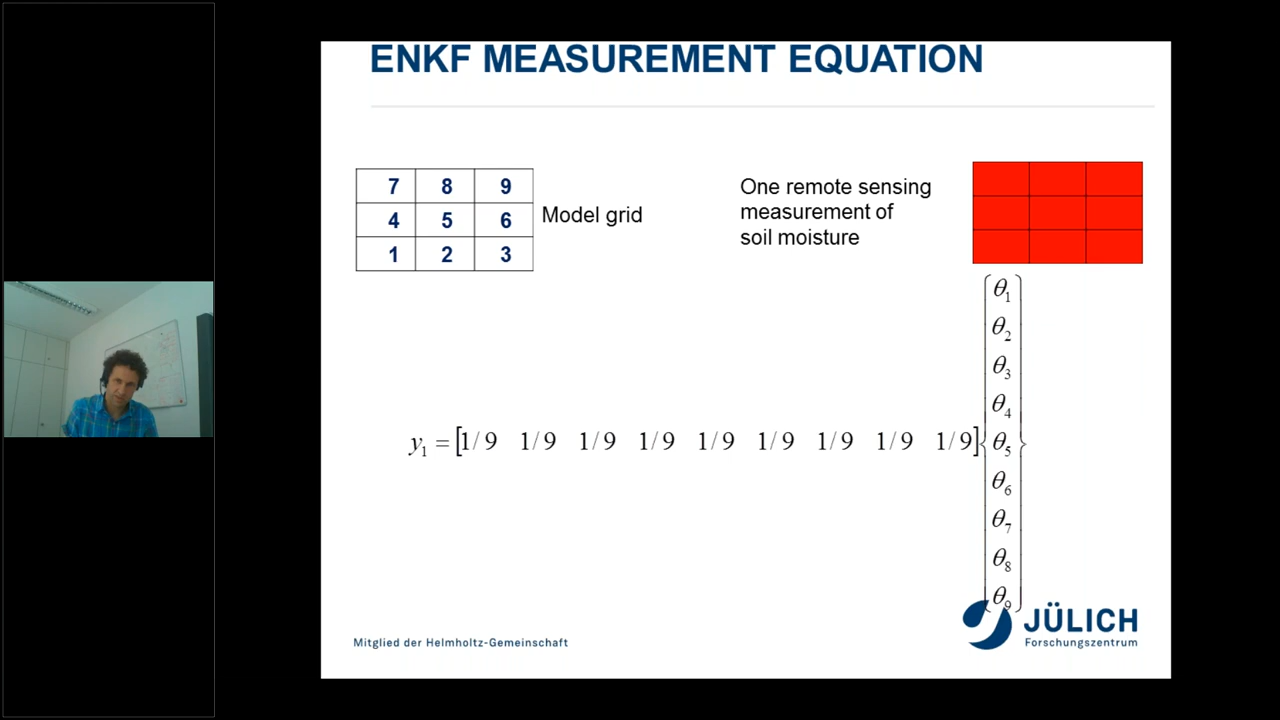 ENKF MEASUREMENT EQUATION
7 8 9
4 5 6
1 2 3
Model grid
One remote sensing
measurement of
soil moisture
y₁ = [1/9 1/9 1/9 1/9 1/9 1/9 1/9 1/9 1/9]
θ₁
θ₂
θ₃
θ₄
θ₅
θ₆
θ₇
θ₈
θ₉
Mitglied der Helmholtz-Gemeinschaft
JÜLICH
Forschungszentrum